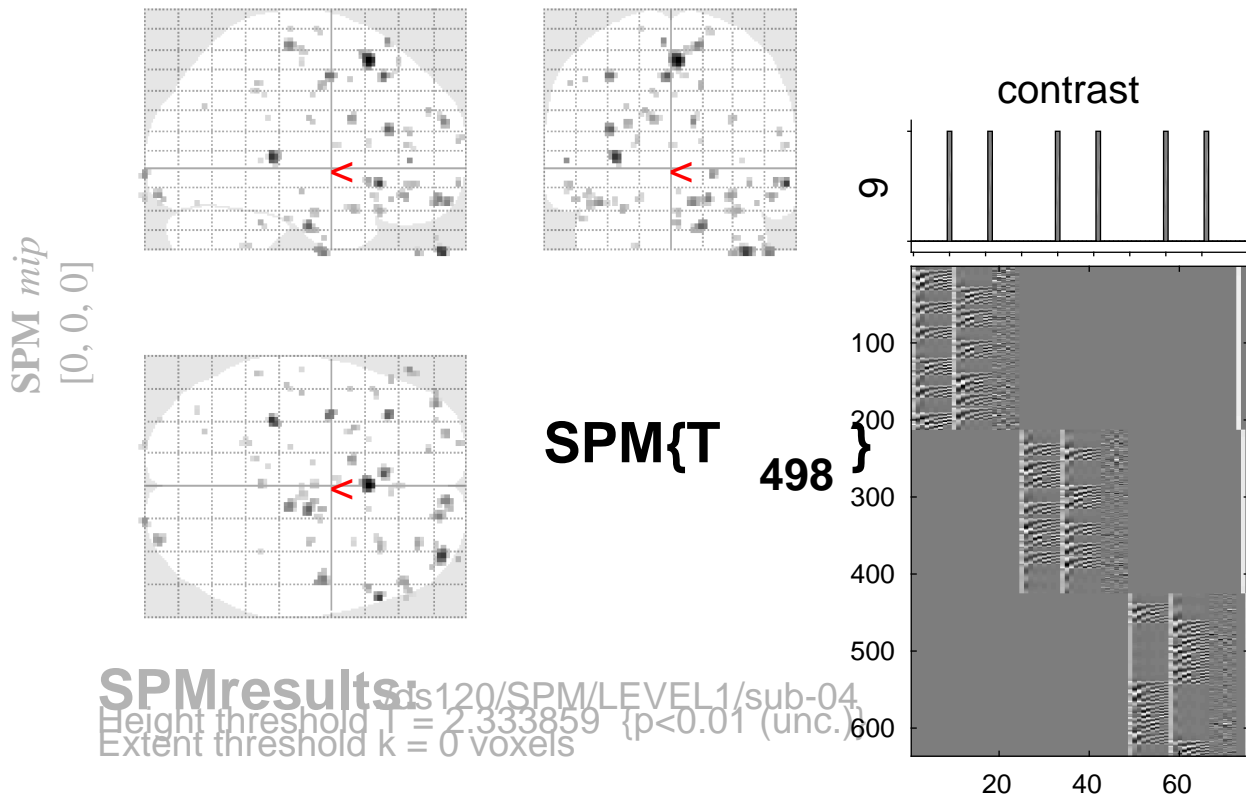 SPM mip
[0, 0, 0]
<
<
<
SPM{T498}
contrast
9
100
200
300
400
500
600
20
40
60
SPMresults: /ds120/SPM/LEVEL1/sub-04
Height threshold T = 2.333859 {p<0.01 (unc.)}
Extent threshold k = 0 voxels